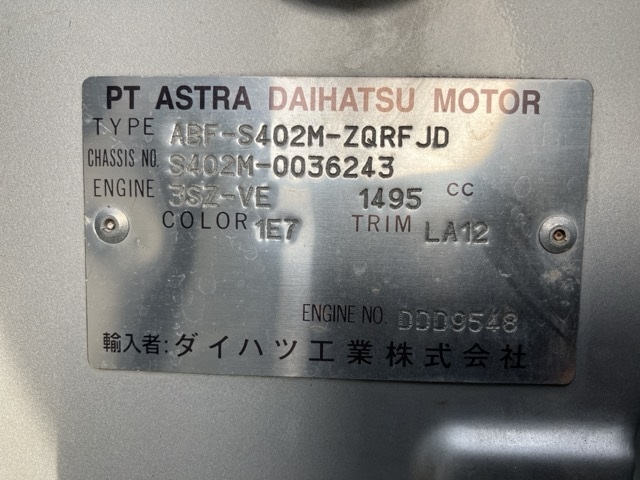 PT ASTRA DAIHATSU MOTOR
TYPE ABF-S402M-ZQRFJD
CHASSIS NO. S402M-0036243
ENGINE 3SZ-VE 1495 CC
COLOR 1E7 TRIM LA12
ENGINE NO. DDD9548
輸入者: ダイハツ工業株式会社